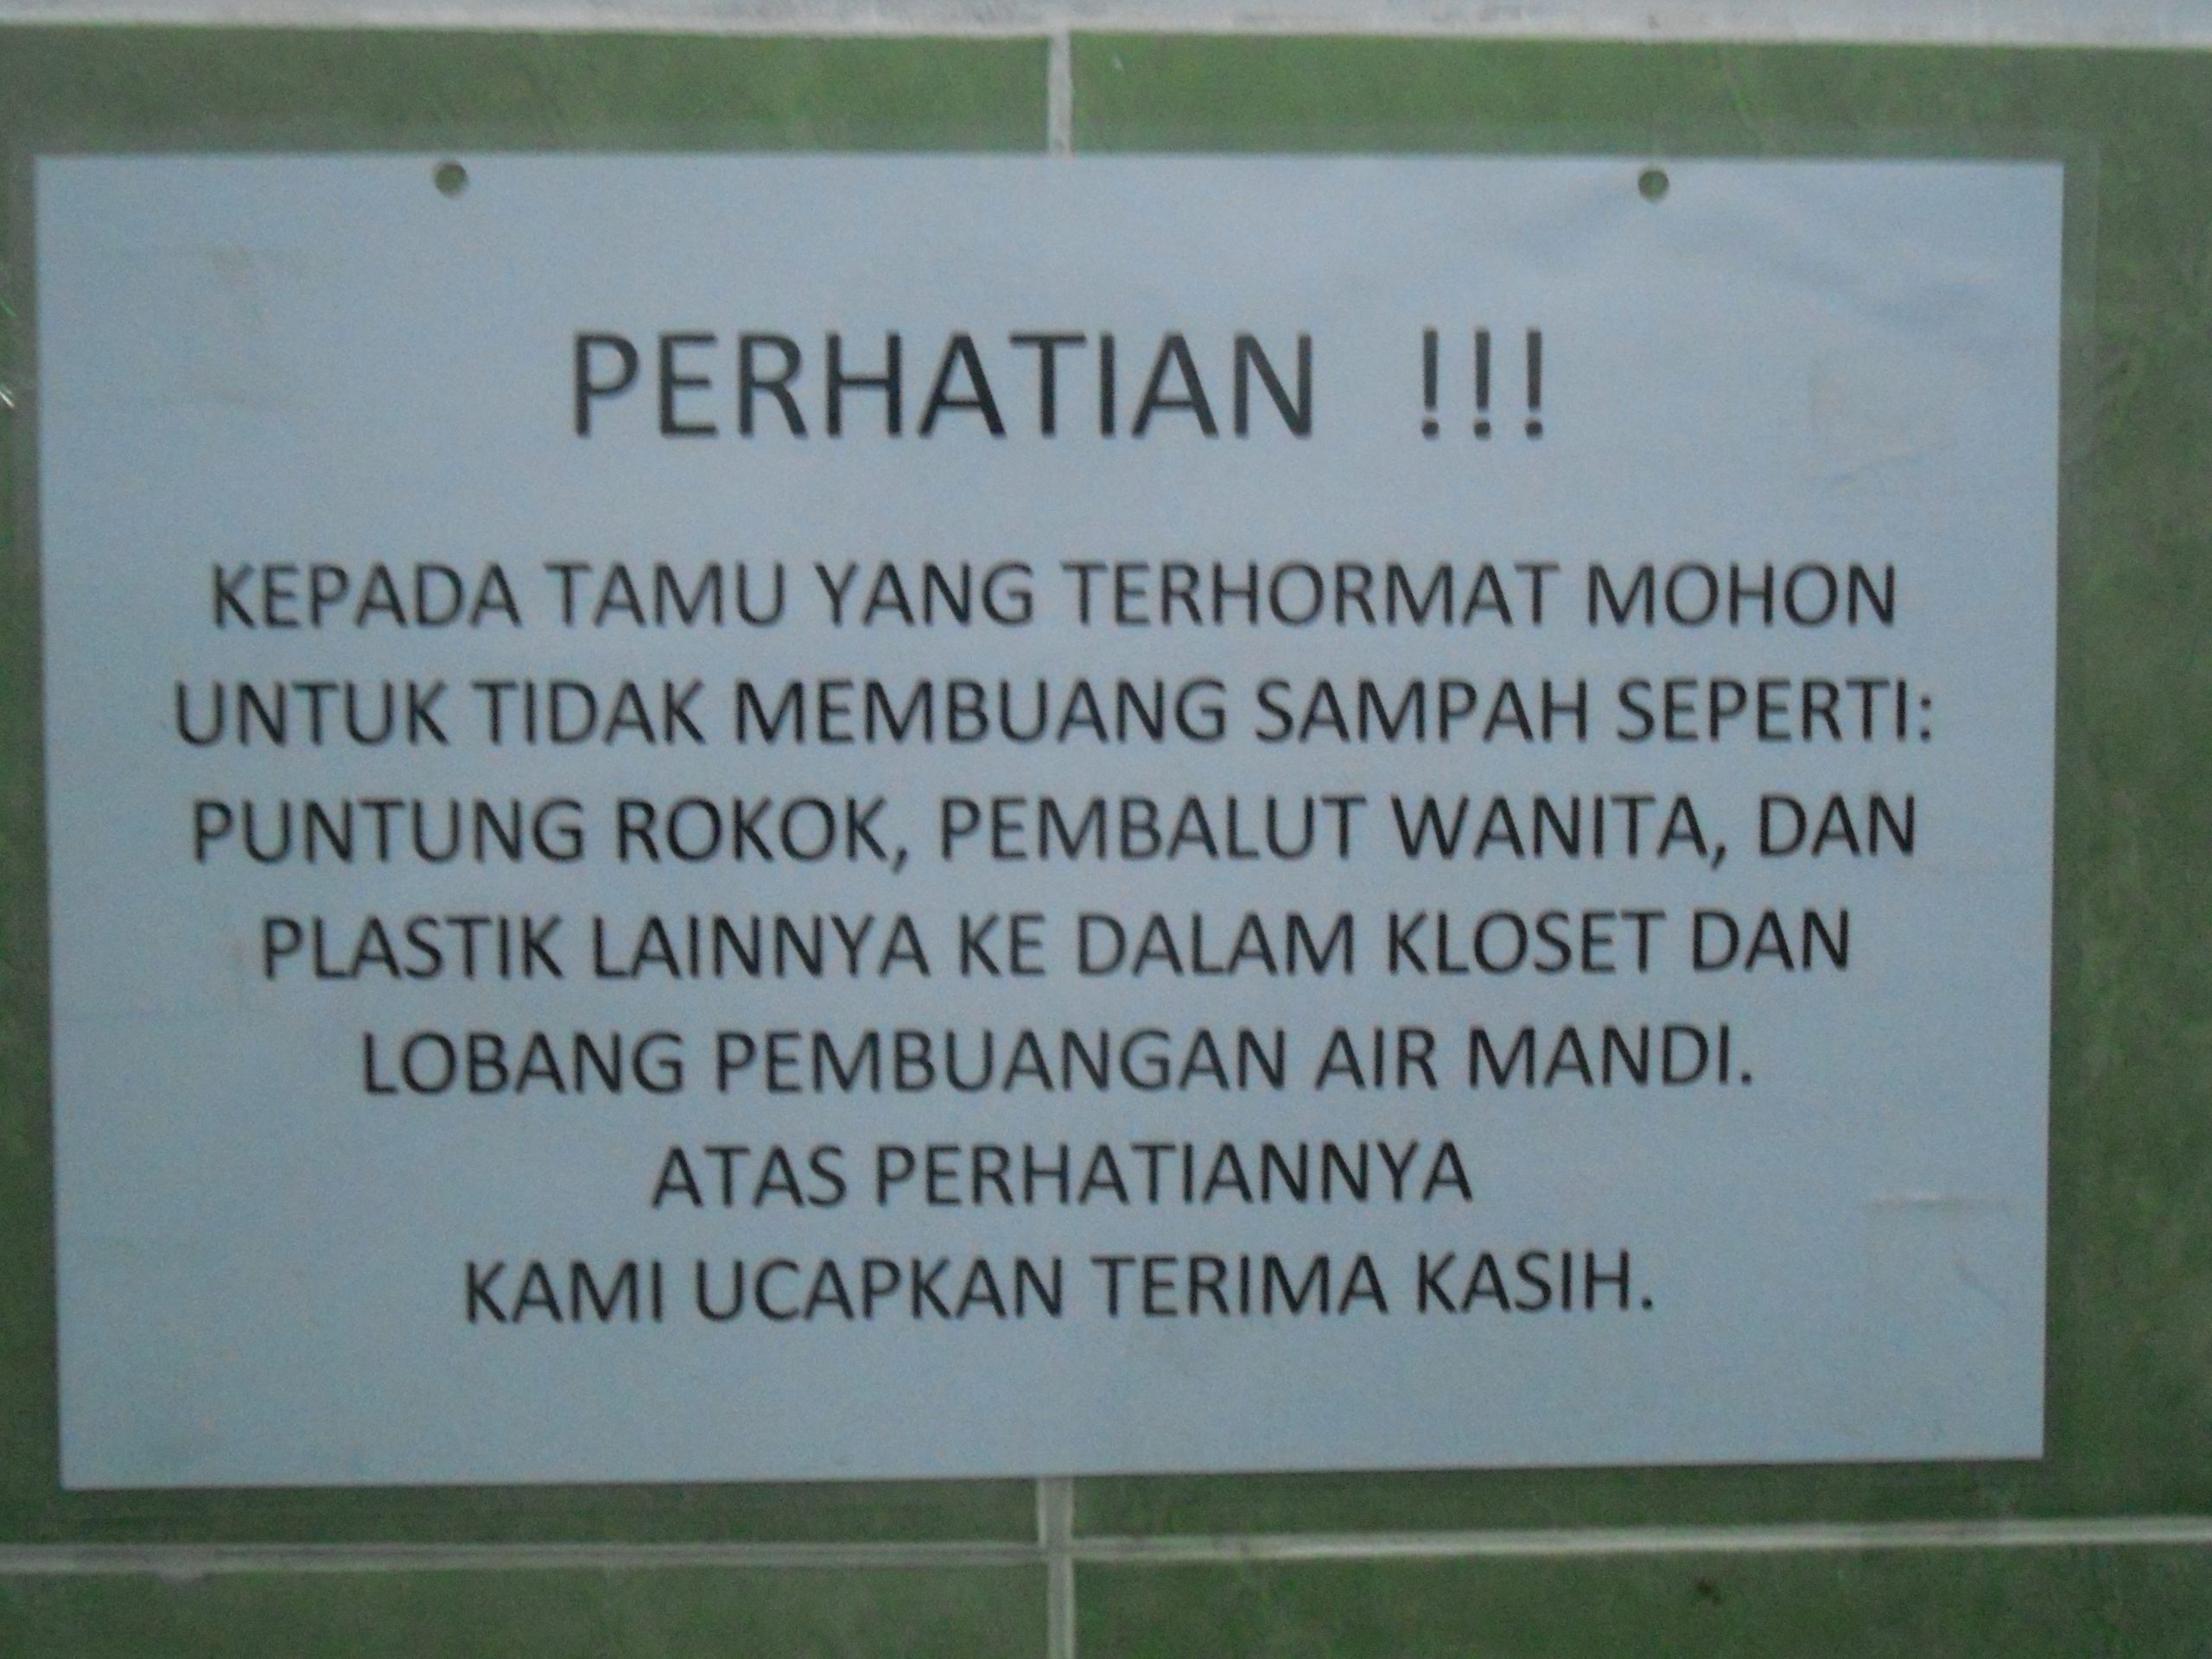 PERHATIAN !!!
KEPADA TAMU YANG TERHORMAT MOHON
UNTUK TIDAK MEMBUANG SAMPAH SEPERTI:
PUNTUNG ROKOK, PEMBALUT WANITA, DAN
PLASTIK LAINNYA KE DALAM KLOSET DAN
LOBANG PEMBUANGAN AIR MANDI.
ATAS PERHATIANNYA
KAMI UCAPKAN TERIMA KASIH.